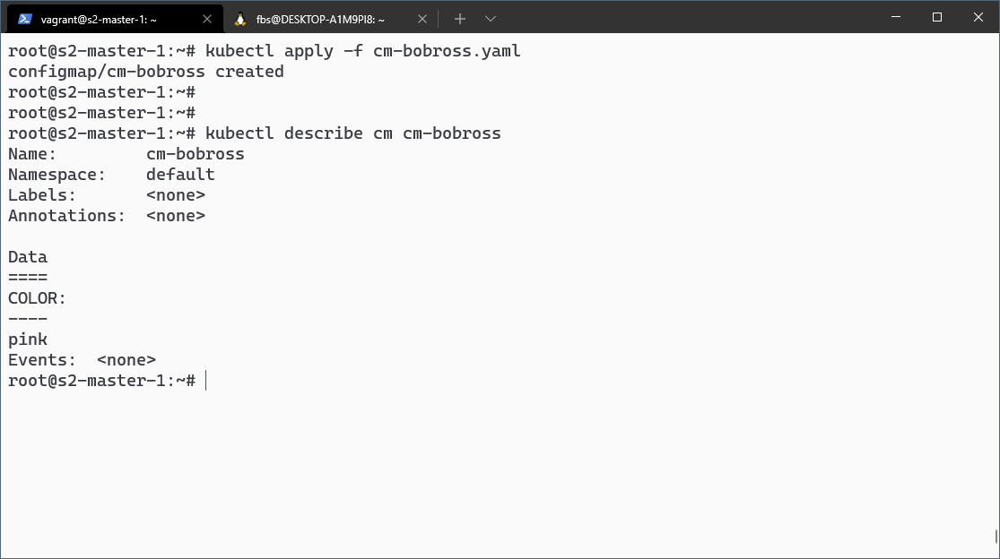 vagrant@s2-master-1: ~
fbs@DESKTOP-A1M9PI8: ~
root@s2-master-1:~# kubectl apply -f cm-bobross.yaml
configmap/cm-bobross created
root@s2-master-1:~#
root@s2-master-1:~#
root@s2-master-1:~# kubectl describe cm cm-bobross
Name:         cm-bobross
Namespace:    default
Labels:       <none>
Annotations:  <none>

Data
====
COLOR:
----
pink
Events:  <none>
root@s2-master-1:~#